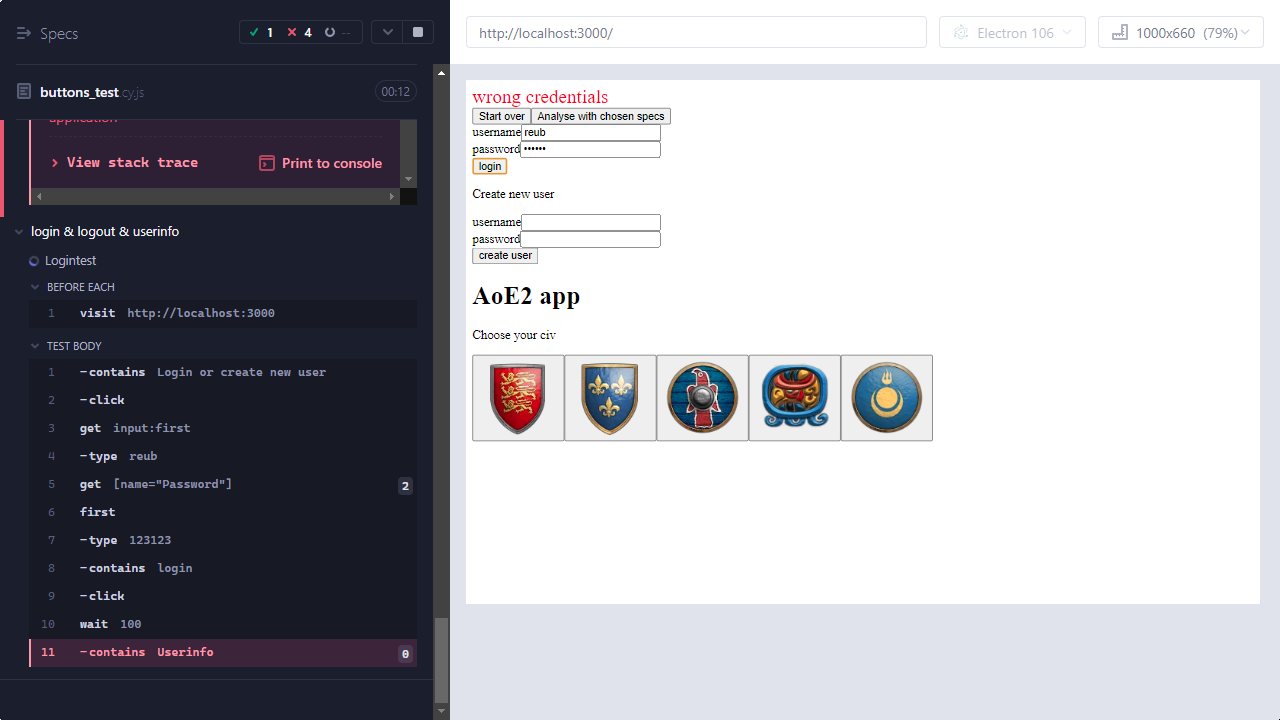 Specs
1
4
--
buttons_test.cy.js
00:12
application
View stack trace
Print to console
login & logout & userinfo
Logintest
BEFORE EACH
1 visit http://localhost:3000
TEST BODY
1 -contains Login or create new user
2 -click
3 get input:first
4 -type reub
5 get [name="Password"] 2
6 first
7 -type 123123
8 -contains login
9 -click
10 wait 100
11 -contains Userinfo 0
http://localhost:3000/
Electron 106
1000x660 (79%)
wrong credentials
Start over Analyse with chosen specs
username reub
password ••••••
login
Create new user
username
password
create user
AoE2 app
Choose your civ